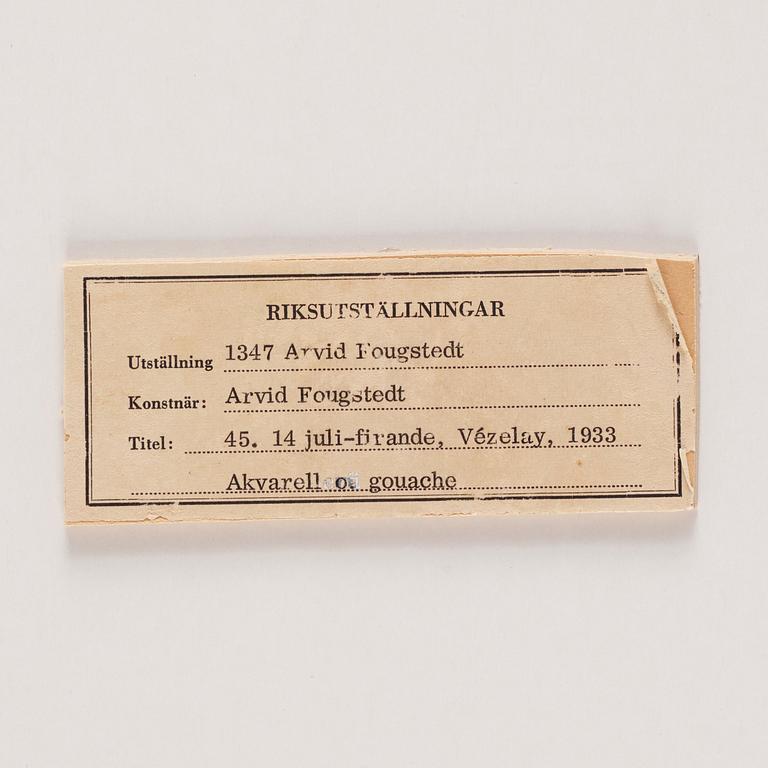 RIKSUTSTÄLLNINGAR
Utställning 1347 Arvid Fougstedt
Konstnär: Arvid Fougstedt
Titel: 45. 14 juli-firande, Vézelay, 1933
Akvarell gouache